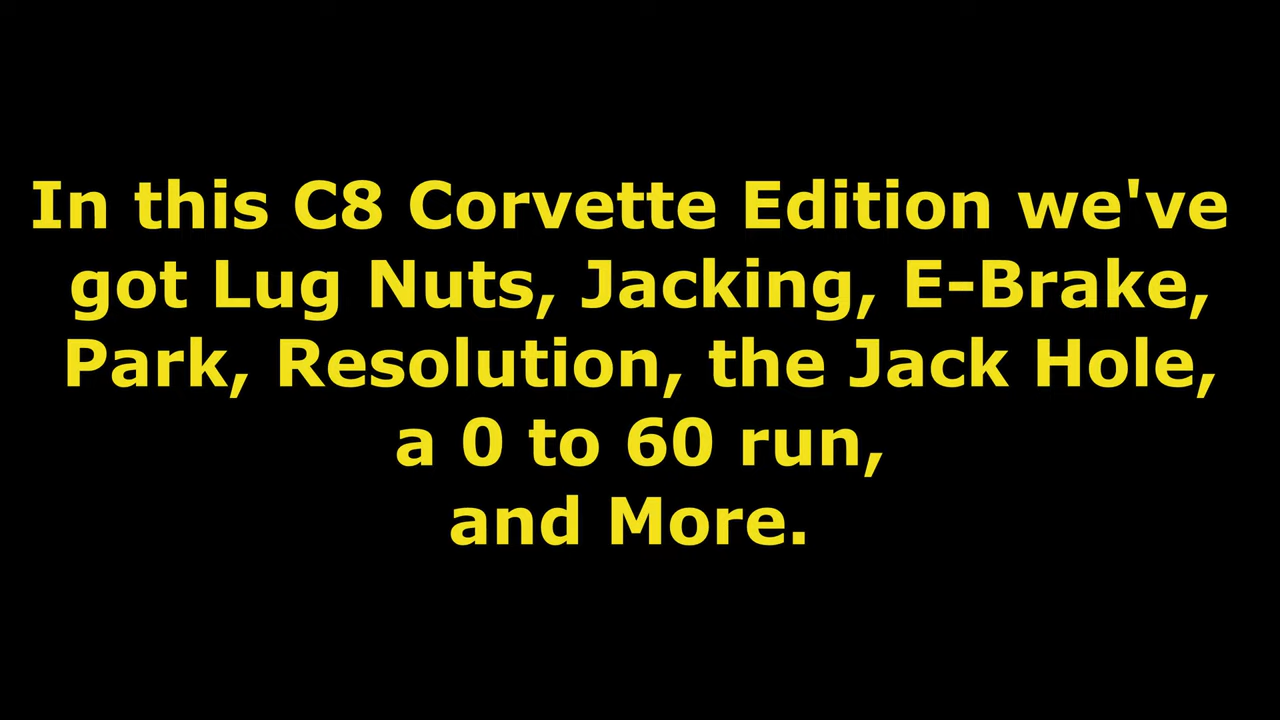 In this C8 Corvette Edition we've
got Lug Nuts, Jacking, E-Brake,
Park, Resolution, the Jack Hole,
a 0 to 60 run,
and More.